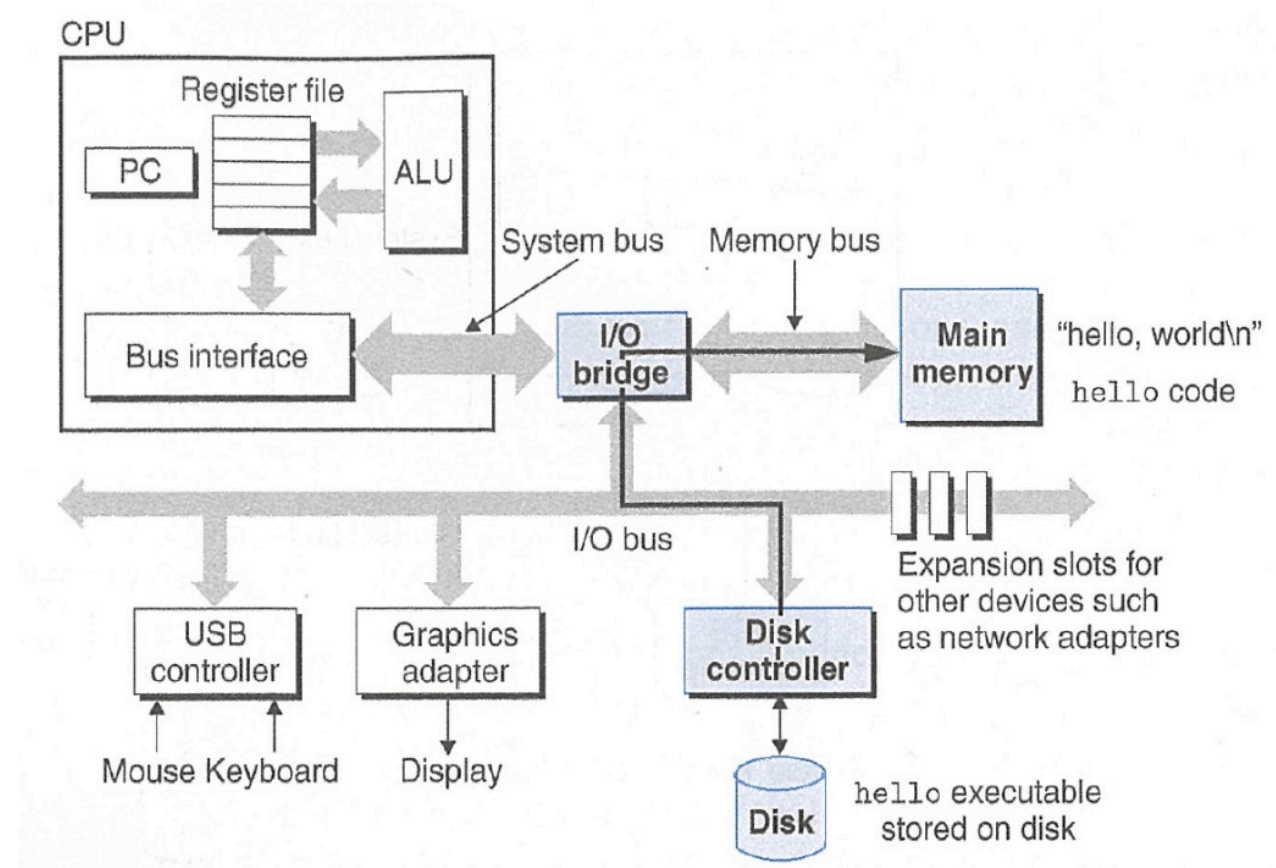 CPU
Register file
PC
ALU
System bus
Memory bus
Bus interface
I/O
bridge
Main
memory
"hello, world\n"
hello code
I/O bus
Expansion slots for
other devices such
as network adapters
USB
controller
Graphics
adapter
Disk
controller
Mouse Keyboard
Display
Disk
hello executable
stored on disk